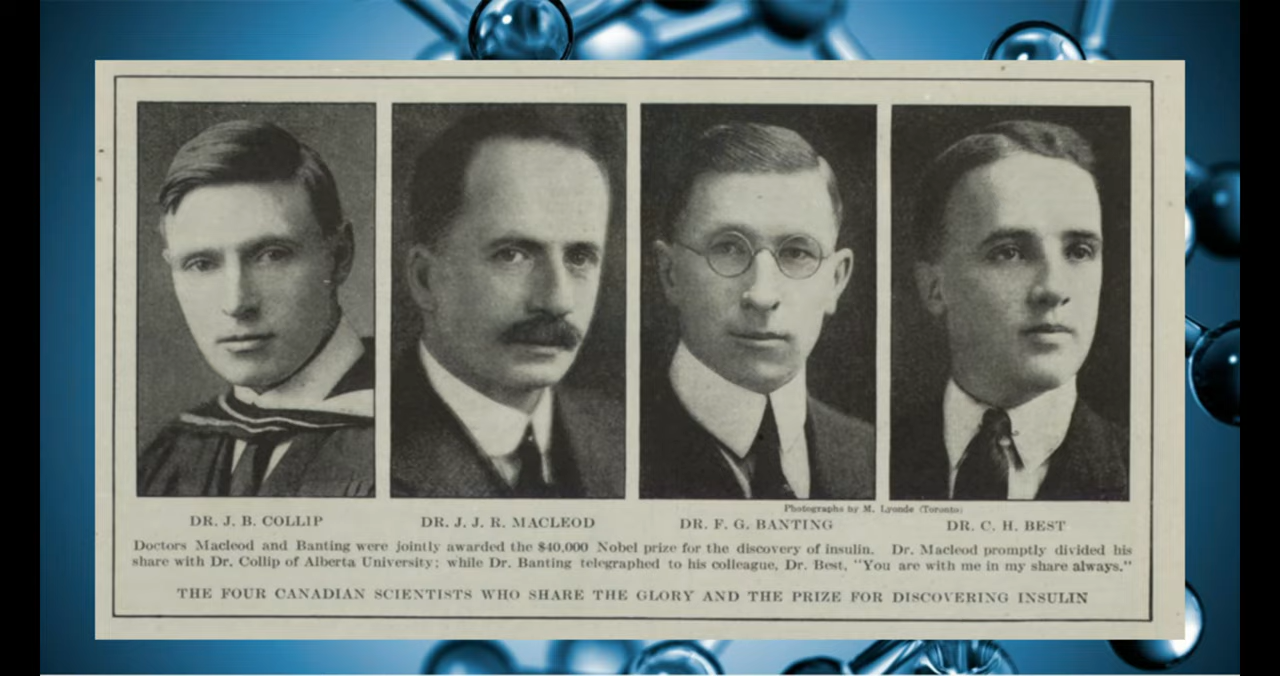 Photographs by M. Lyonde (Toronto)
DR. J. B. COLLIP
DR. J. J. R. MACLEOD
DR. F. G. BANTING
DR. C. H. BEST
Doctors Macleod and Banting were jointly awarded the $40,000 Nobel prize for the discovery of insulin. Dr. Macleod promptly divided his
share with Dr. Collip of Alberta University; while Dr. Banting telegraphed to his colleague, Dr. Best, "You are with me in my share always."
THE FOUR CANADIAN SCIENTISTS WHO SHARE THE GLORY AND THE PRIZE FOR DISCOVERING INSULIN